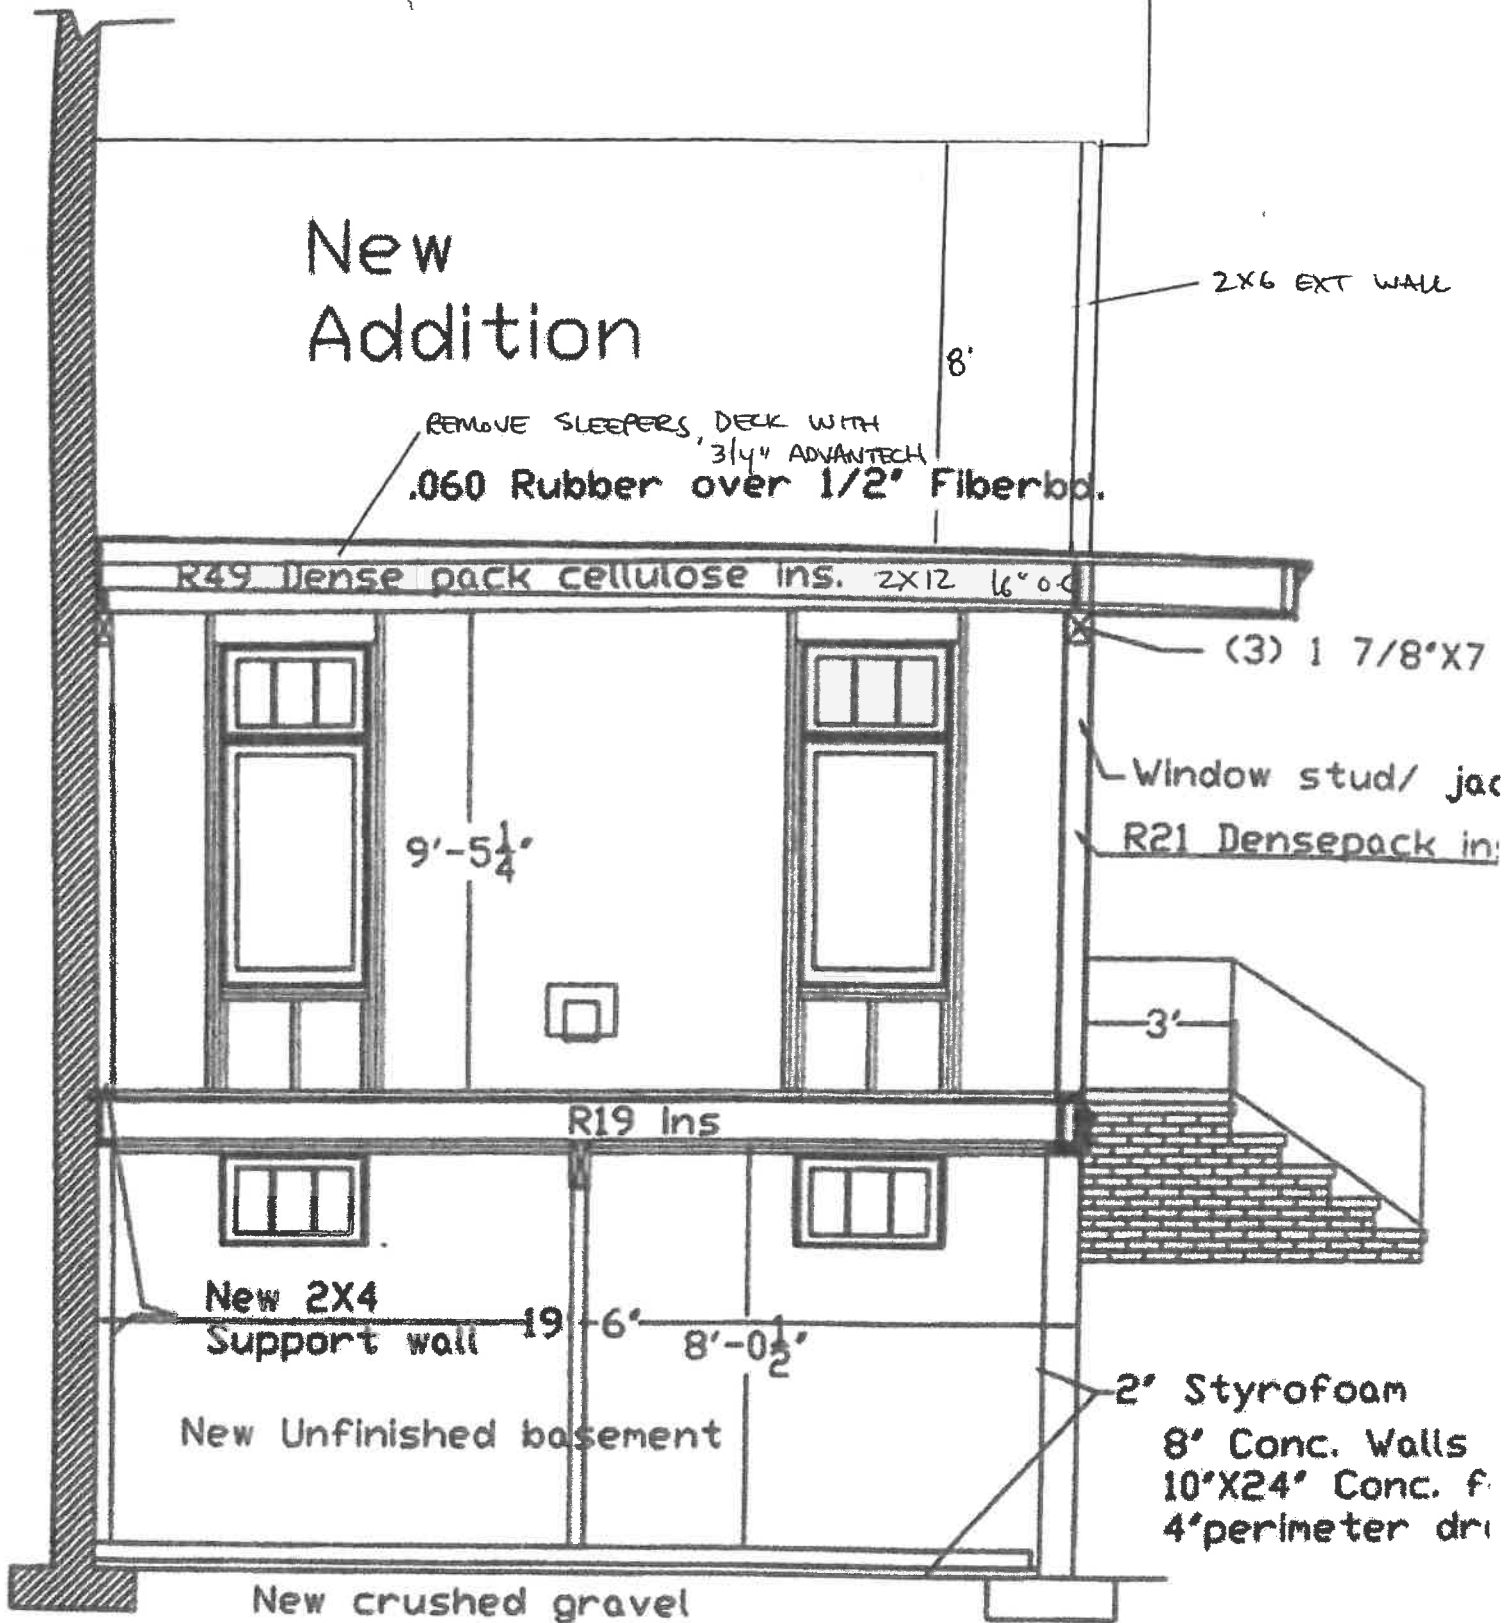 New
Addition
2X6 EXT WALL
8'
REMOVE SLEEPERS, DECK WITH
3/4" ADVANTECH
.060 Rubber over 1/2" Fiberbd.
R49 Dense pack cellulose ins. 2X12 16" O.C
(3) 1 7/8"X7
Window stud/ jac
R21 Densepack ins
9'-5 1/4"
3'
R19 Ins
New 2X4
Support wall
19'-6"
8'-0 1/2"
New Unfinished basement
2" Styrofoam
8" Conc. Walls
10"X24" Conc. f
4"perimeter dr
New crushed gravel